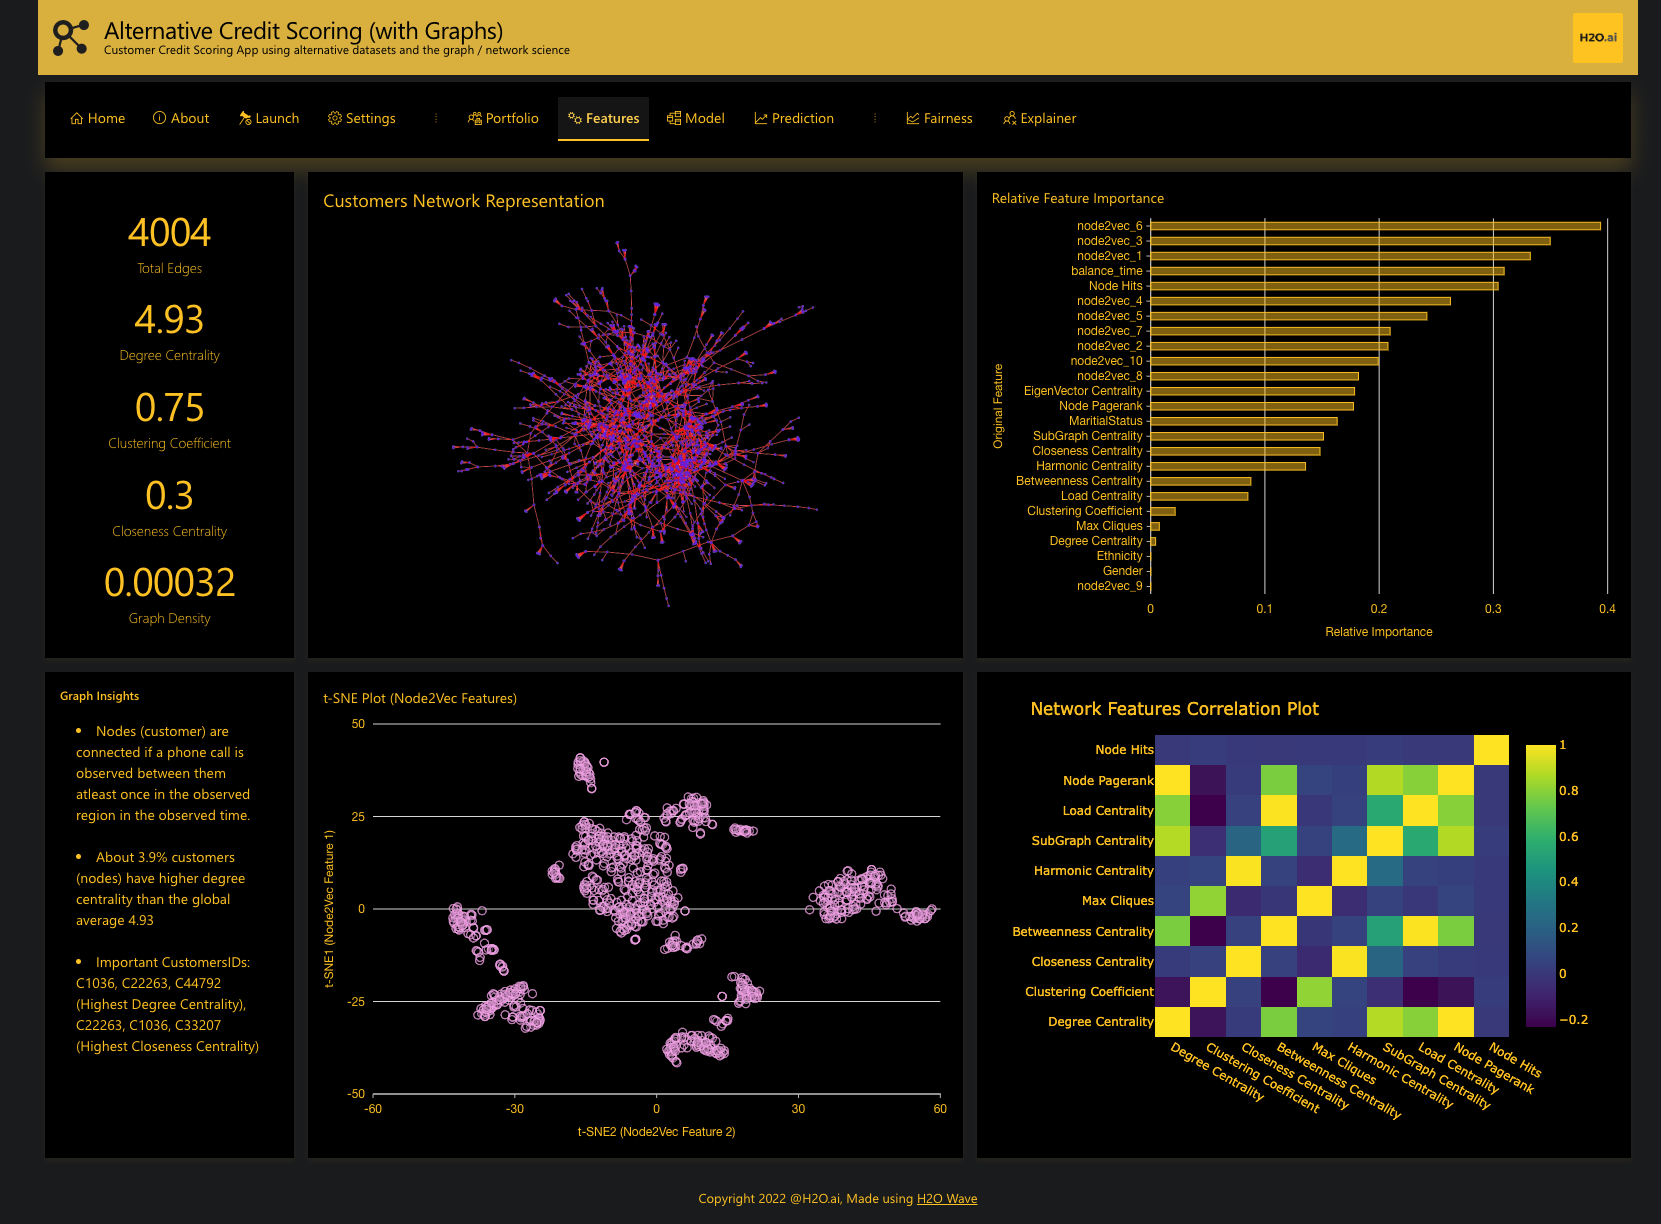 Alternative Credit Scoring (with Graphs)
Customer Credit Scoring App using alternative datasets and the graph / network science
H2O.ai
Home
About
Launch
Settings
Portfolio
Features
Model
Prediction
Fairness
Explainer
4004
Total Edges
4.93
Degree Centrality
0.75
Clustering Coefficient
0.3
Closeness Centrality
0.00032
Graph Density
Customers Network Representation
Relative Feature Importance
Original Feature
node2vec_6
node2vec_3
node2vec_1
balance_time
Node Hits
node2vec_4
node2vec_5
node2vec_7
node2vec_2
node2vec_10
node2vec_8
EigenVector Centrality
Node Pagerank
MaritialStatus
SubGraph Centrality
Closeness Centrality
Harmonic Centrality
Betweenness Centrality
Load Centrality
Clustering Coefficient
Max Cliques
Degree Centrality
Ethnicity
Gender
node2vec_9
0 0.1 0.2 0.3 0.4
Relative Importance
Graph Insights
• Nodes (customer) are
connected if a phone call is
observed between them
atleast once in the observed
region in the observed time.
• About 3.9% customers
(nodes) have higher degree
centrality than the global
average 4.93
• Important CustomersIDs:
C1036, C22263, C44792
(Highest Degree Centrality),
C22263, C1036, C33207
(Highest Closeness Centrality)
t-SNE Plot (Node2Vec Features)
t-SNE1 (Node2Vec Feature 1)
50
25
0
-25
-50
-60 -30 0 30 60
t-SNE2 (Node2Vec Feature 2)
Network Features Correlation Plot
Node Hits
Node Pagerank
Load Centrality
SubGraph Centrality
Harmonic Centrality
Max Cliques
Betweenness Centrality
Closeness Centrality
Clustering Coefficient
Degree Centrality
Degree Centrality
Clustering Coefficient
Closeness Centrality
Betweenness Centrality
Max Cliques
Harmonic Centrality
SubGraph Centrality
Load Centrality
Node Pagerank
Node Hits
1
0.8
0.6
0.4
0.2
0
−0.2
Copyright 2022 @H2O.ai, Made using H2O Wave